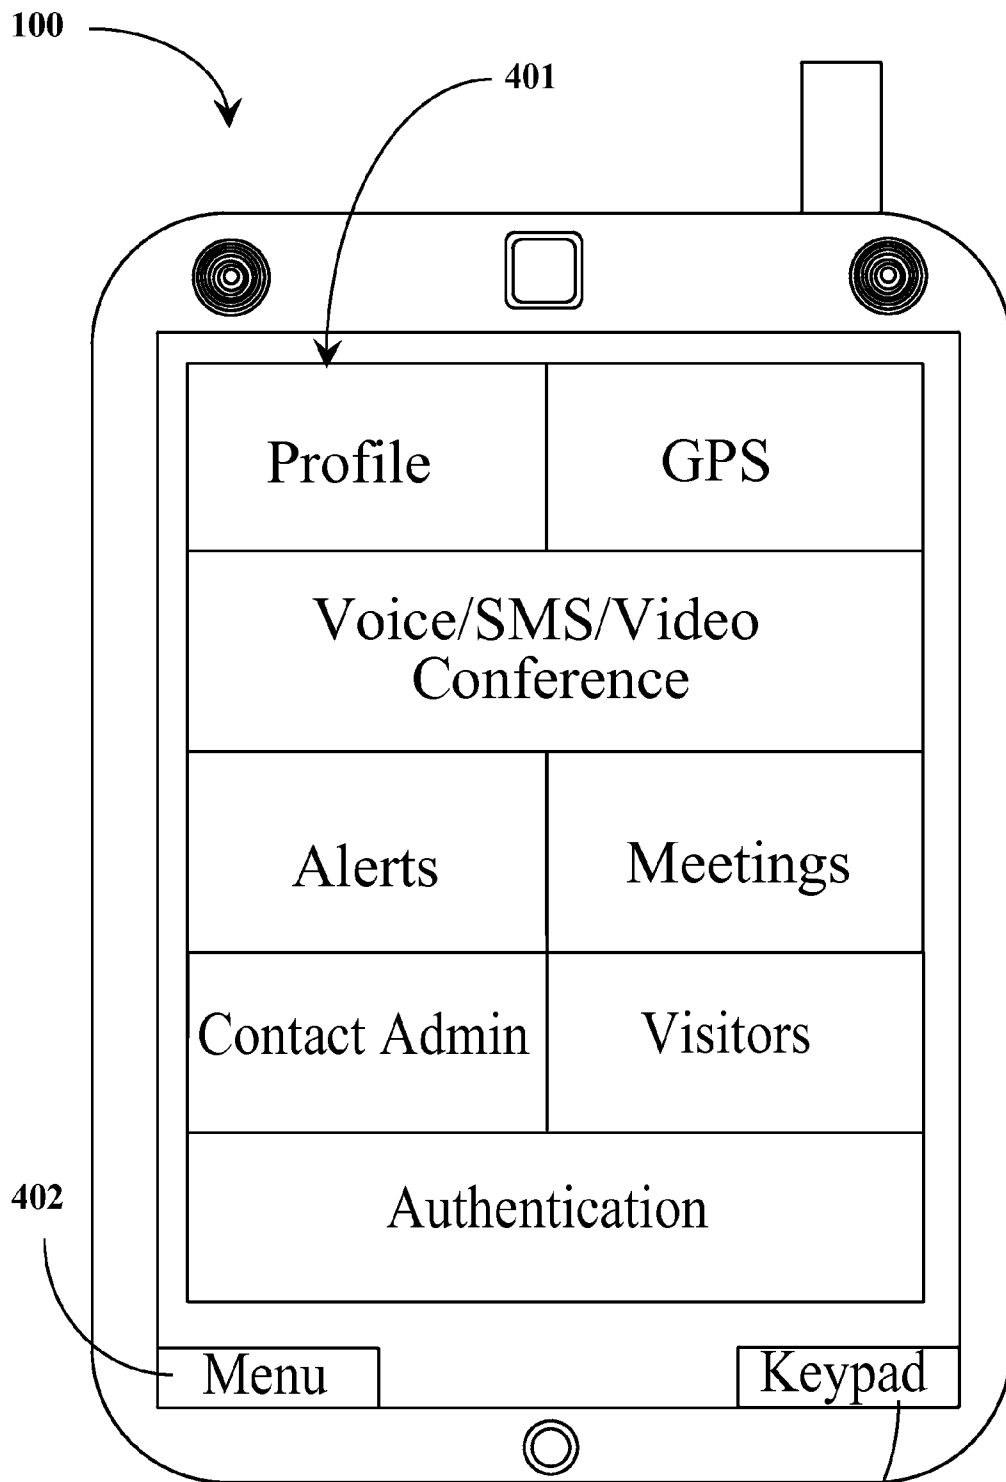 100
401
Profile
GPS
Voice/SMS/Video
Conference
Alerts
Meetings
Contact Admin
Visitors
Authentication
402
Menu
Keypad